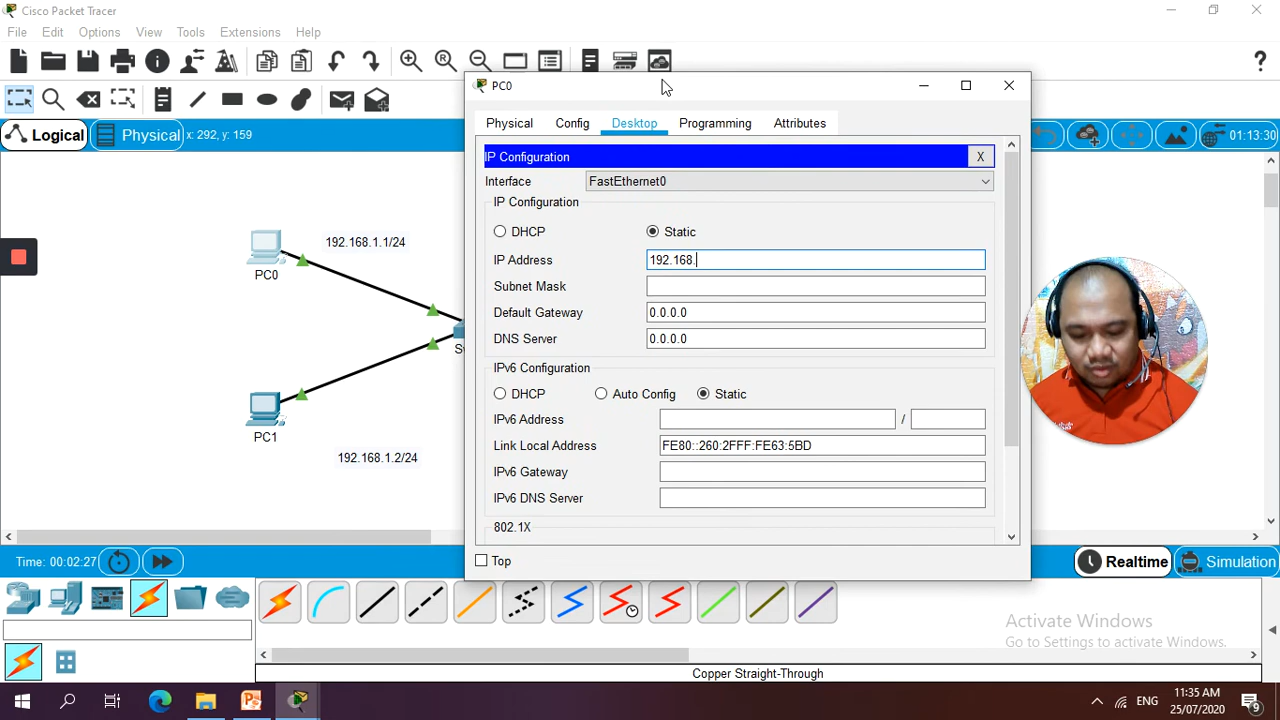 Cisco Packet Tracer
File Edit Options View Tools Extensions Help
Logical Physical x: 292, y: 159
01:13:30
PC0
Physical Config Desktop Programming Attributes
IP Configuration X
Interface FastEthernet0
IP Configuration
DHCP Static
IP Address 192.168.
Subnet Mask
Default Gateway 0.0.0.0
DNS Server 0.0.0.0
IPv6 Configuration
DHCP Auto Config Static
IPv6 Address /
Link Local Address FE80::260:2FFF:FE63:5BD
IPv6 Gateway
IPv6 DNS Server
802.1X
Top
192.168.1.1/24
PC0
PC1
192.168.1.2/24
Time: 00:02:27
Realtime Simulation
Activate Windows
Go to Settings to activate Windows.
Copper Straight-Through
ENG
11:35 AM
25/07/2020
9